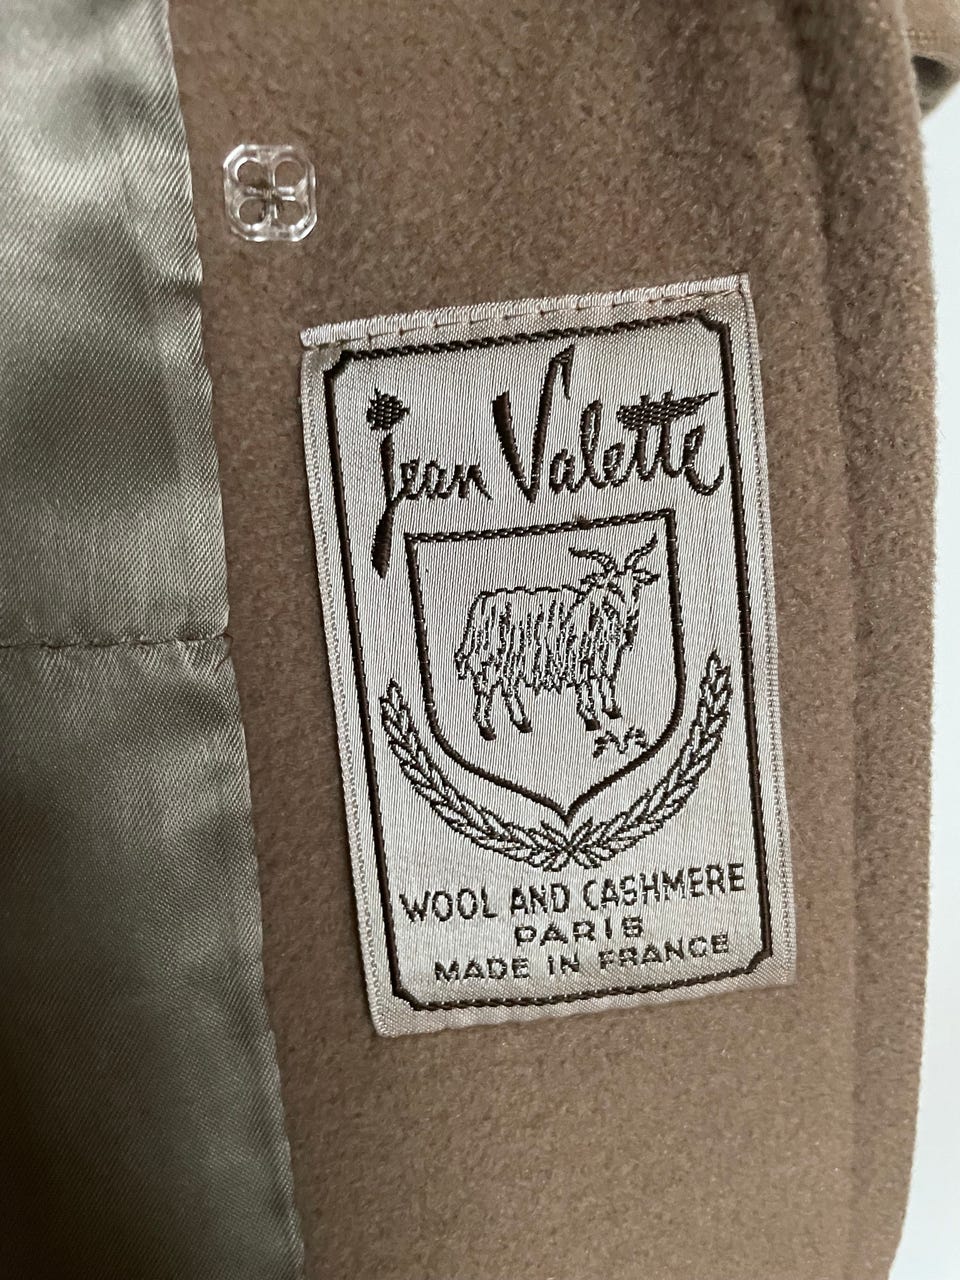 jean Valette
WOOL AND CASHMERE
PARIS
MADE IN FRANCE